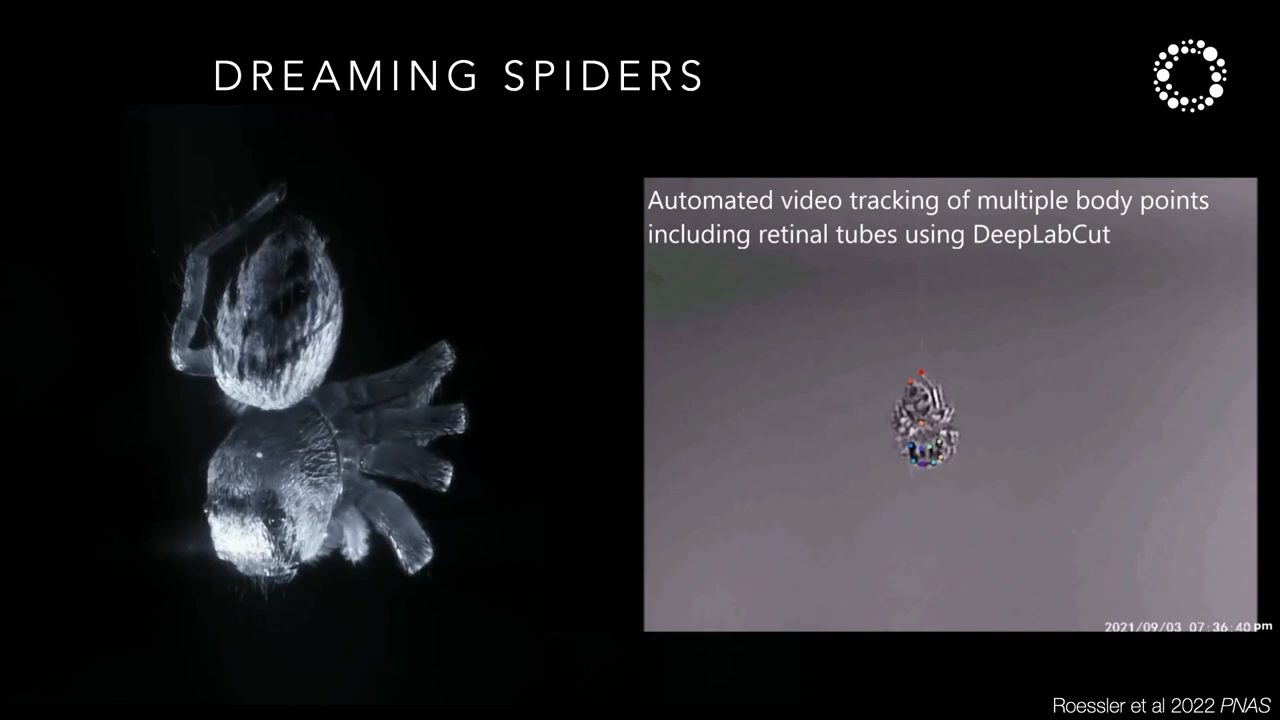 DREAMING SPIDERS
Automated video tracking of multiple body points
including retinal tubes using DeepLabCut
2021/09/03 07:36:40 pm
Roessler et al 2022 PNAS